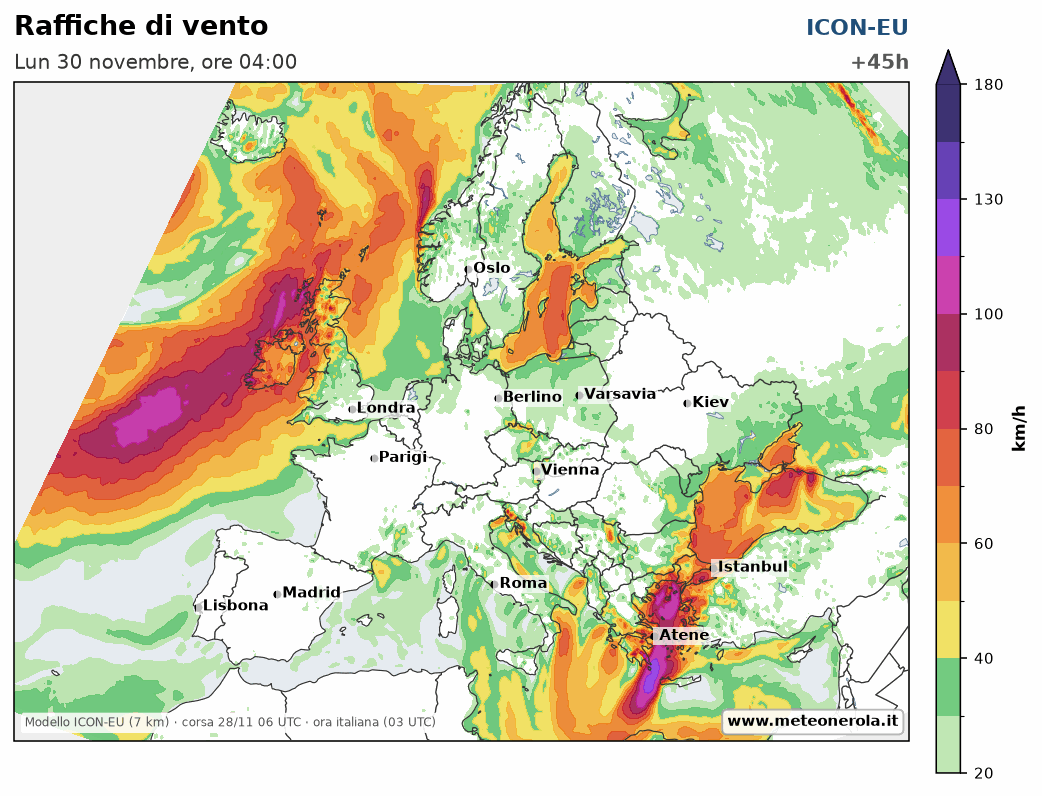 Raffiche di vento
ICON-EU
Lun 30 novembre, ore 04:00
+45h
180
130
100
80
60
40
20
km/h
Oslo
Berlino
Varsavia
Kiev
Londra
Parigi
Vienna
Istanbul
Roma
Madrid
Lisbona
Atene
Modello ICON-EU (7 km) · corsa 28/11 06 UTC · ora italiana (03 UTC)
www.meteonerola.it